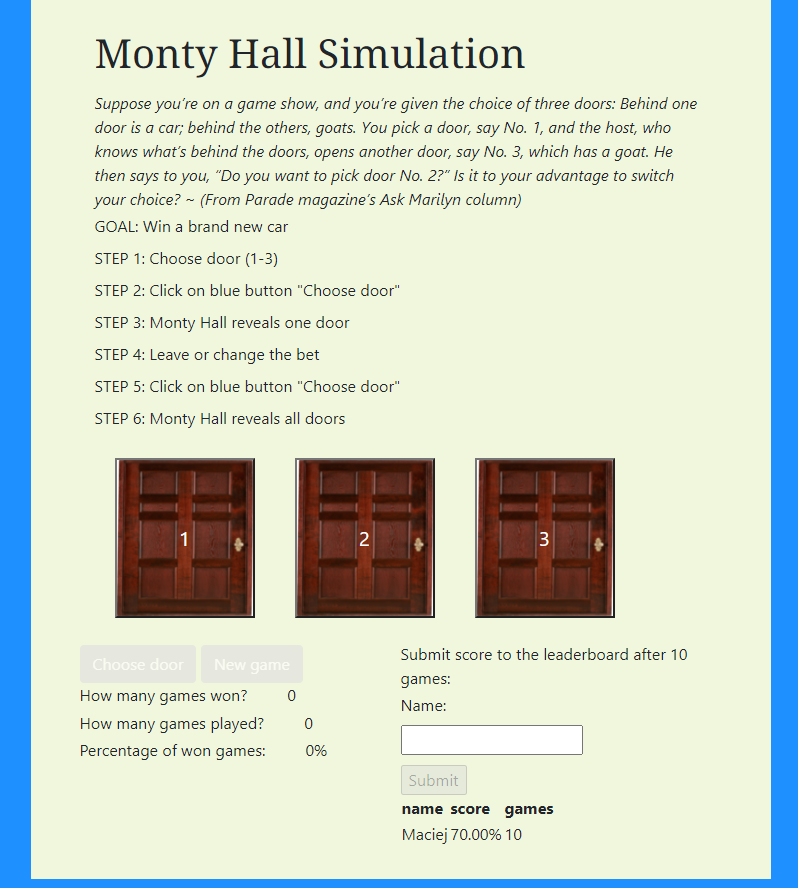 Monty Hall Simulation
Suppose you’re on a game show, and you’re given the choice of three doors: Behind one
door is a car; behind the others, goats. You pick a door, say No. 1, and the host, who
knows what’s behind the doors, opens another door, say No. 3, which has a goat. He
then says to you, “Do you want to pick door No. 2?” Is it to your advantage to switch
your choice? ~ (From Parade magazine’s Ask Marilyn column)
GOAL: Win a brand new car
STEP 1: Choose door (1-3)
STEP 2: Click on blue button "Choose door"
STEP 3: Monty Hall reveals one door
STEP 4: Leave or change the bet
STEP 5: Click on blue button "Choose door"
STEP 6: Monty Hall reveals all doors
1 2 3
Choose door New game
How many games won? 0
How many games played? 0
Percentage of won games: 0%
Submit score to the leaderboard after 10
games:
Name:
Submit
name score games
Maciej 70.00% 10